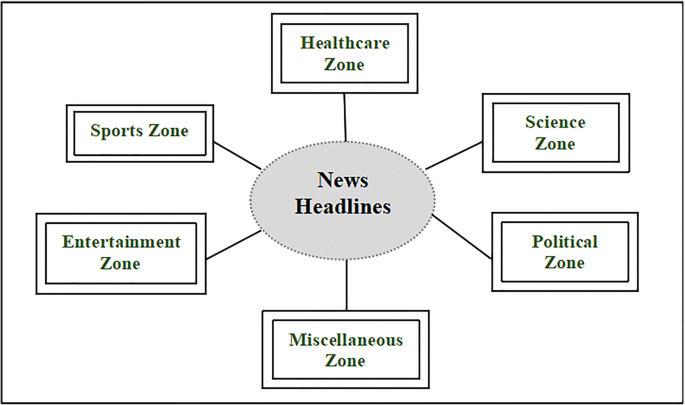 Healthcare
Zone
Sports Zone
Science
Zone
News
Headlines
Entertainment
Zone
Political
Zone
Miscellaneous
Zone